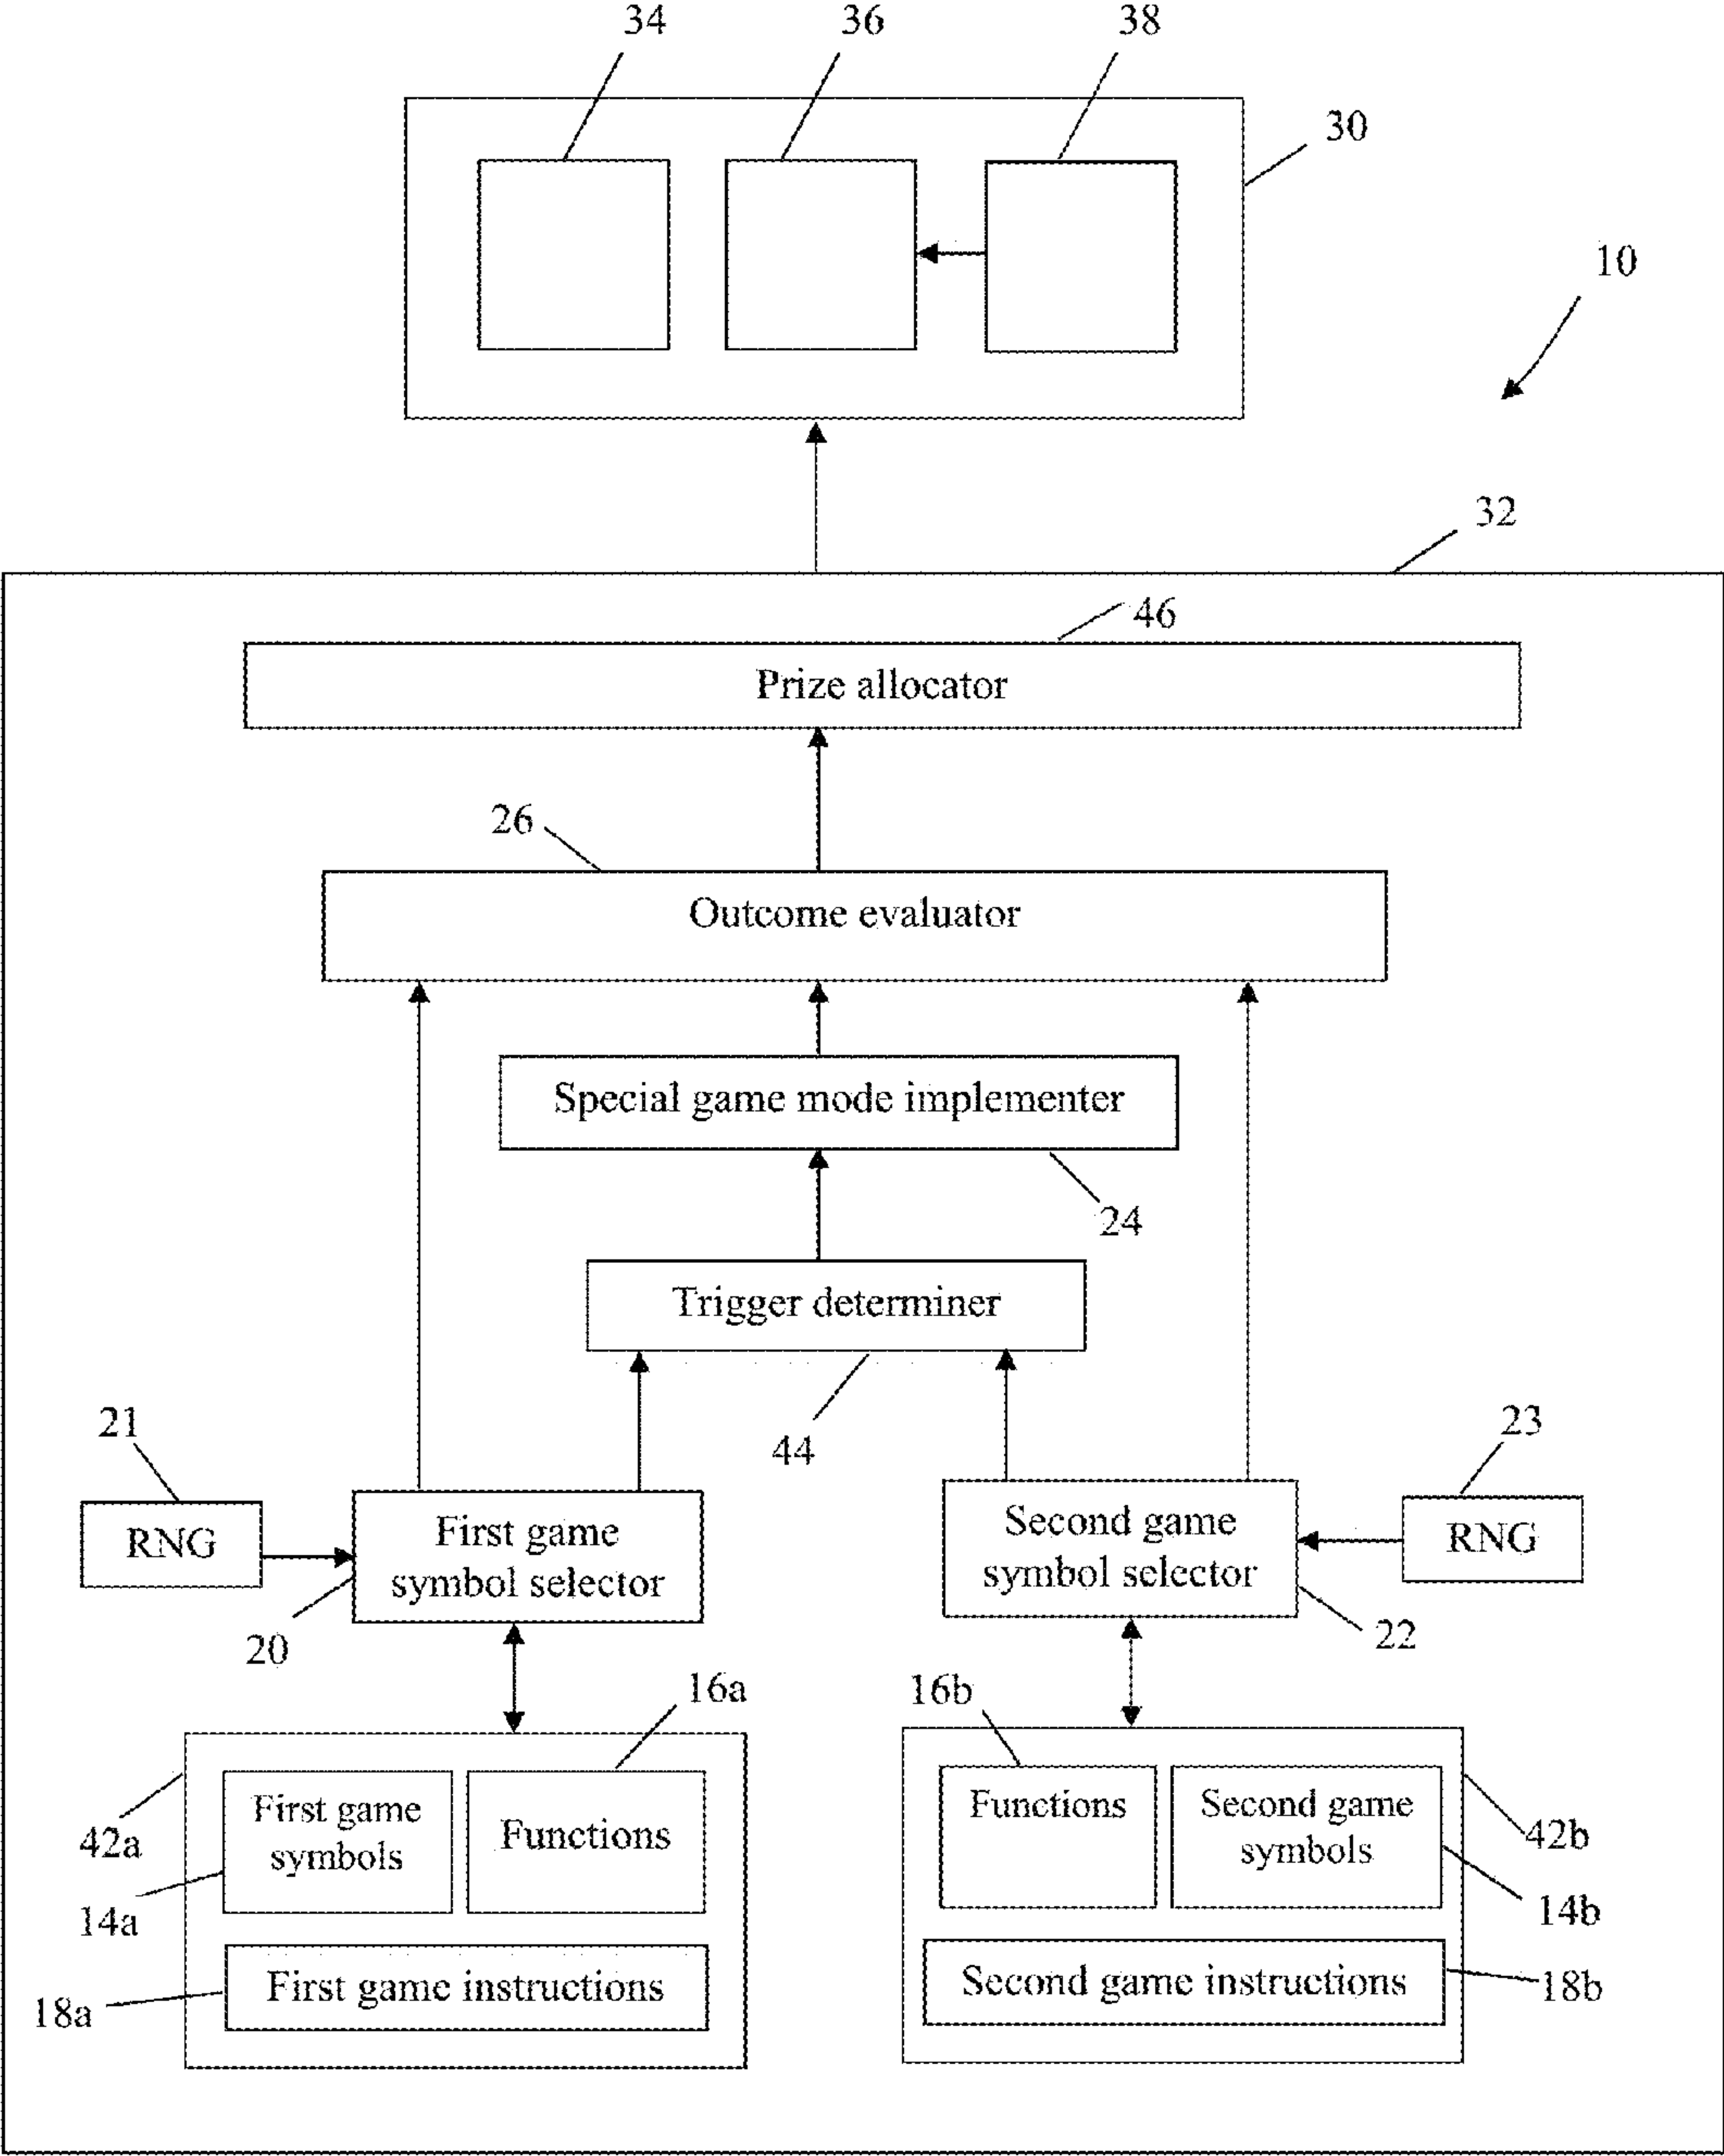 34
36
38
30
10
32
46
Prize allocator
26
Outcome evaluator
Special game mode implementer
24
Trigger determiner
44
21
23
RNG
First game
symbol selector
Second game
symbol selector
RNG
20
22
16a
16b
First game
symbols
Functions
Functions
Second game
symbols
42a
42b
14a
14b
First game instructions
Second game instructions
18a
18b